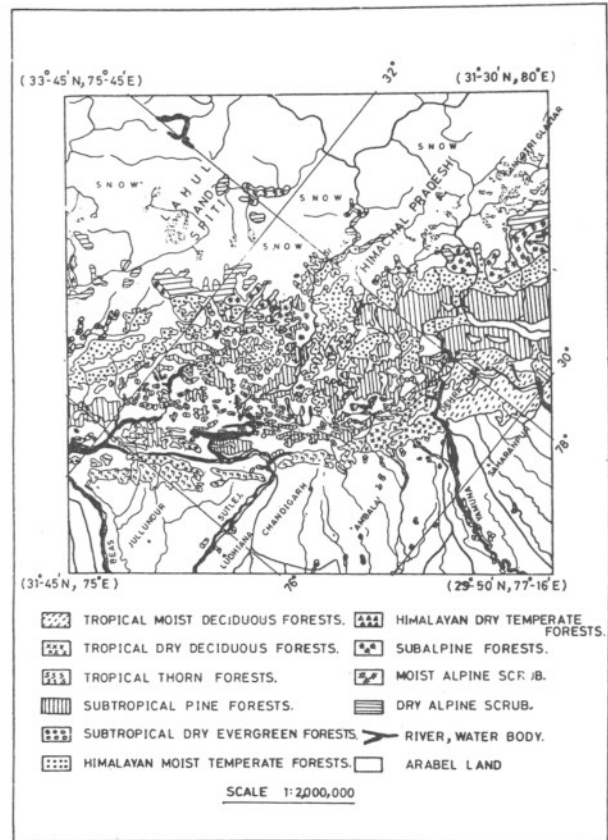 (33°-45'N, 75°-45'E)
32°
(31°-30'N, 80°E)
SNOW
SNOW
SNOW
SNOW
SNOW
LAHUL
AND
SPITI
HIMACHAL PRADESH
30°
78°
SAHARANPUR
YAMUNA
AMBALA
CHANDIGARH
LUDHIANA
SUTLEJ
JULLUNDUR
BEAS
(31°-45'N, 75°E)
76°
(29°-50'N, 77°-16'E)
TROPICAL MOIST DECIDUOUS FORESTS.
TROPICAL DRY DECIDUOUS FORESTS.
TROPICAL THORN FORESTS.
SUBTROPICAL PINE FORESTS.
SUBTROPICAL DRY EVERGREEN FORESTS.
HIMALAYAN MOIST TEMPERATE FORESTS.
HIMALAYAN DRY TEMPERATE
FORESTS.
SUBALPINE FORESTS.
MOIST ALPINE SCRUB.
DRY ALPINE SCRUB.
RIVER, WATER BODY.
ARABEL LAND
SCALE 1:2,000,000